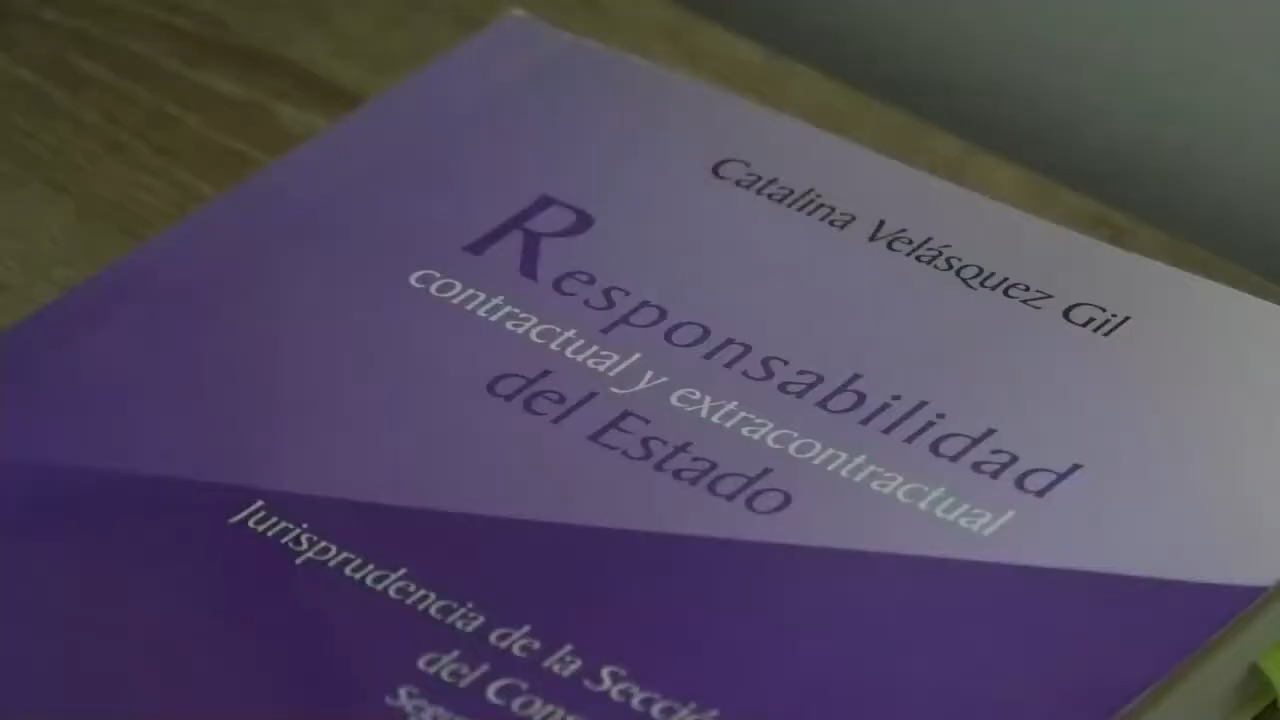 Catalina Velásquez Gil
Responsabilidad
contractual y extracontractual
del Estado
Jurisprudencia de la
del